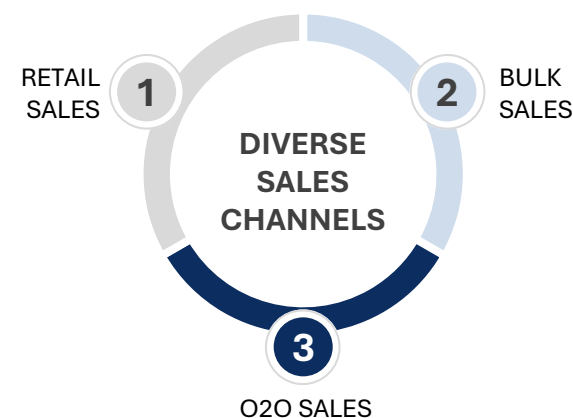 RETAIL
SALES
1
2
BULK
SALES
DIVERSE
SALES
CHANNELS
3
O2O SALES